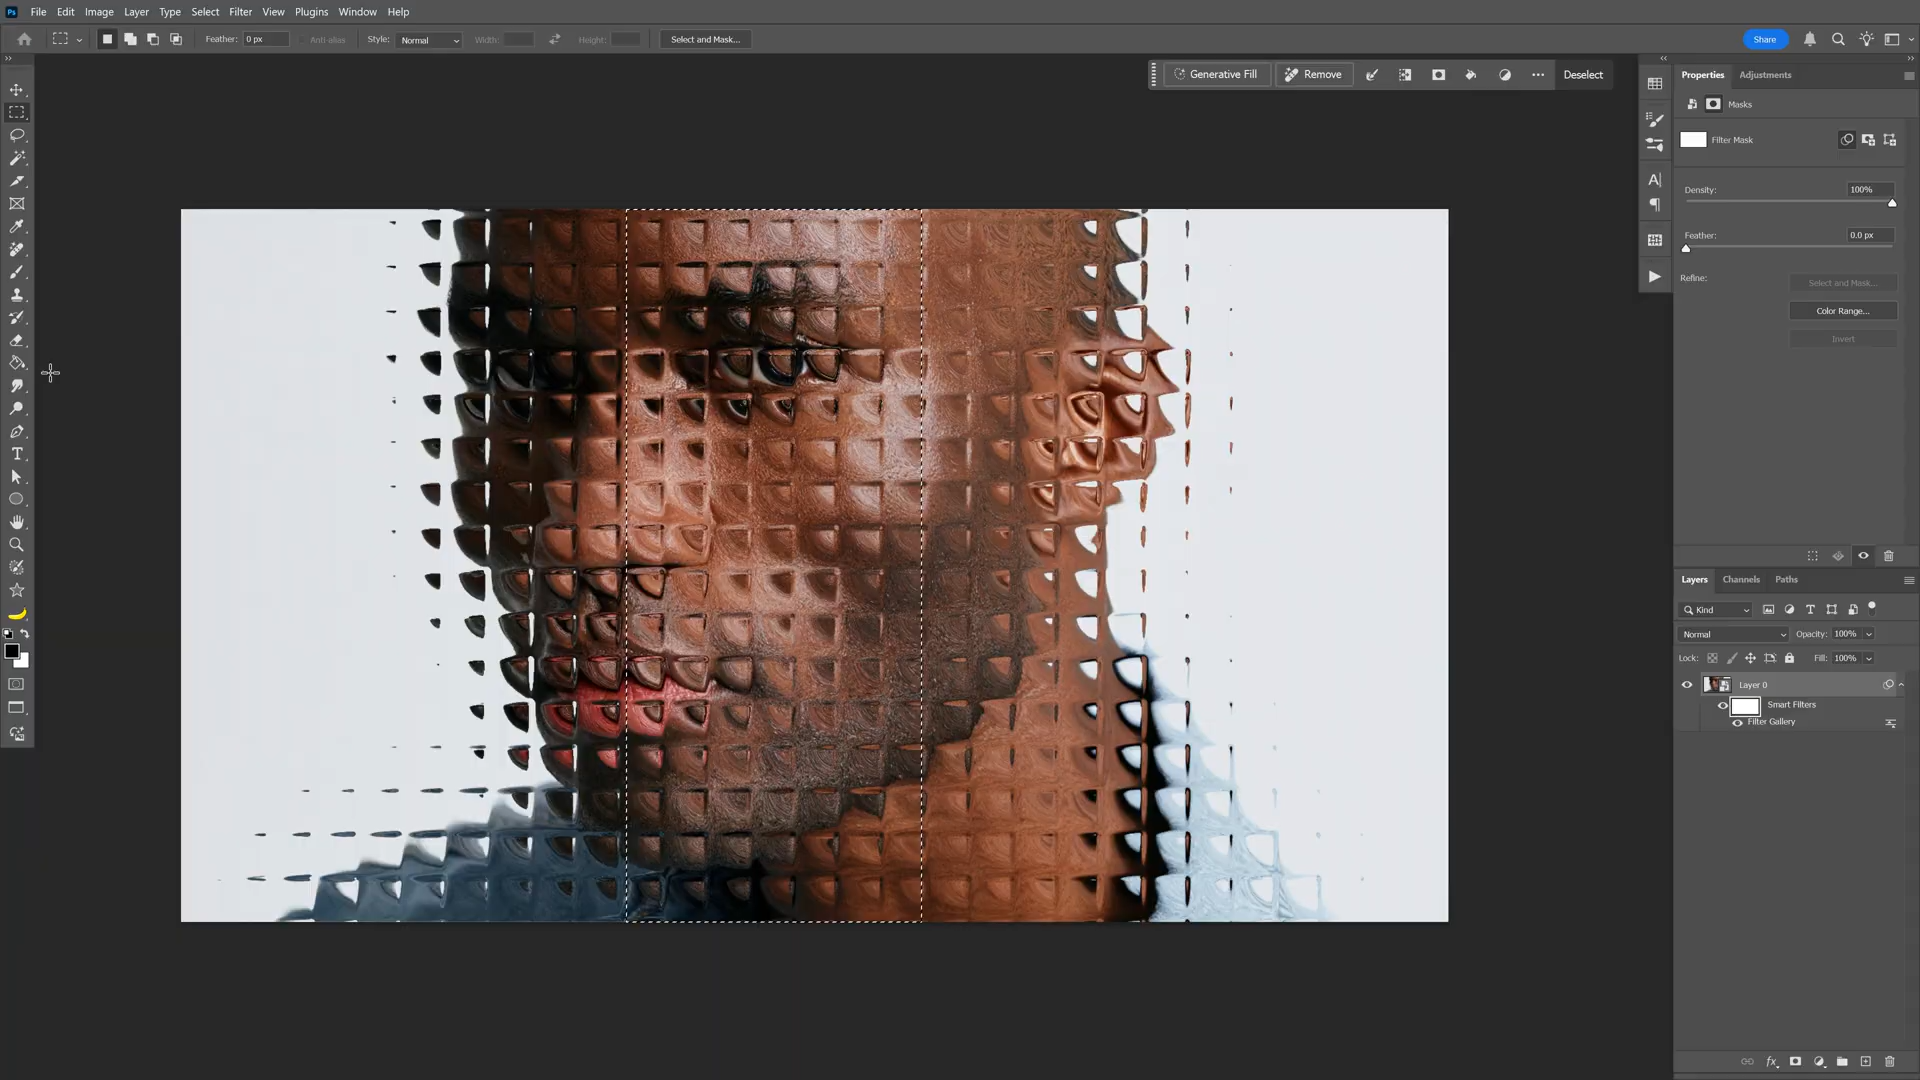 Ps File Edit Image Layer Type Select Filter View Plugins Window Help
Feather: 0 px Anti-alias Style: Normal Width: Height: Select and Mask... Share
Generative Fill Remove Deselect
Properties Adjustments
Masks
Filter Mask
Density: 100%
Feather: 0.0 px
Refine: Select and Mask...
Color Range...
Invert
Layers Channels Paths
Kind
Normal Opacity: 100%
Lock: Fill: 100%
Layer 0
Smart Filters
Filter Gallery